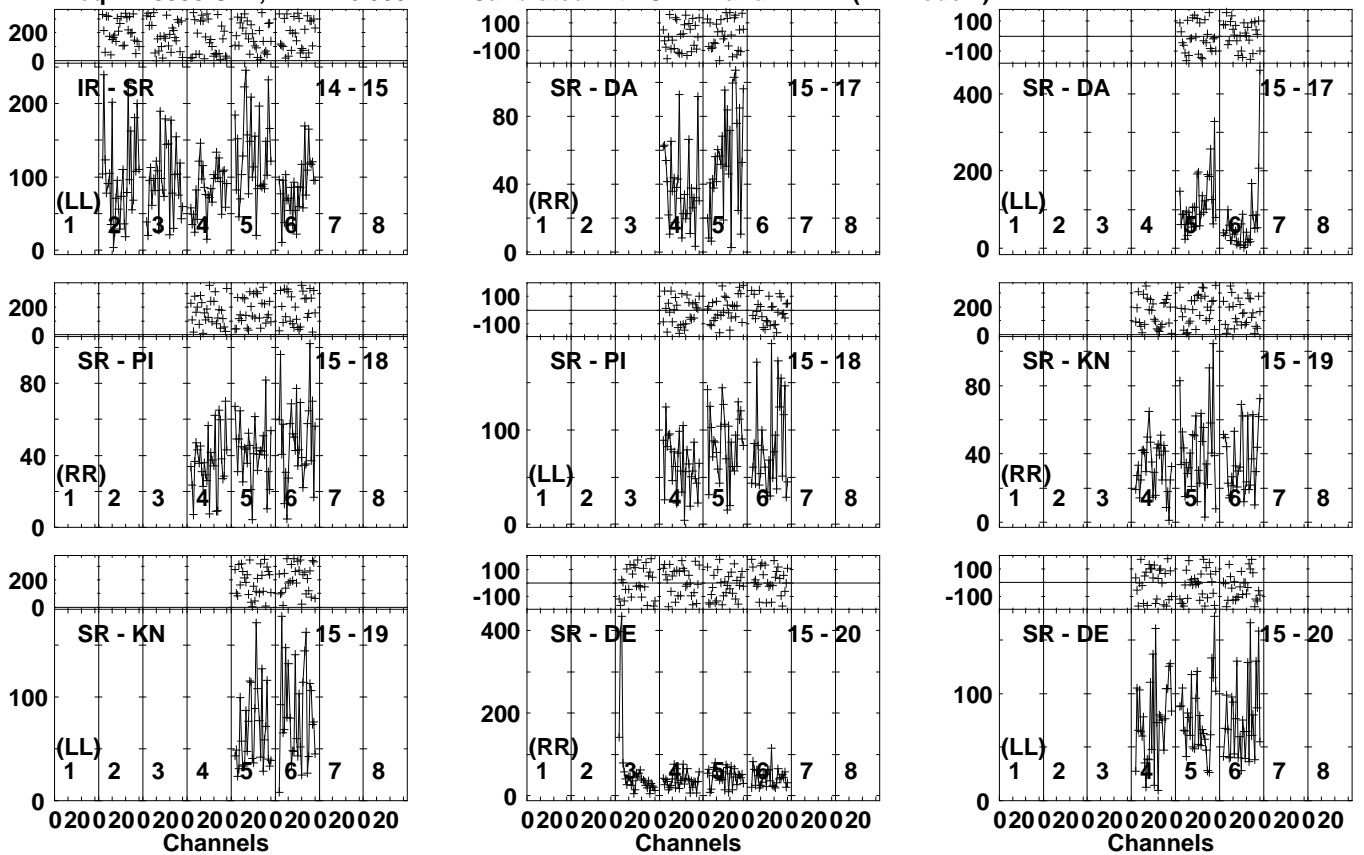 200
0
IR - SR 14 - 15
200
100
0
(LL)
1 2 3 4 5 6 7 8
100
-100
SR - DA 15 - 17
80
40
0
(RR)
1 2 3 4 5 6 7 8
100
-100
SR - DA 15 - 17
400
200
0
(LL)
1 2 3 4 5 6 7 8
200
0
SR - PI 15 - 18
80
40
0
(RR)
1 2 3 4 5 6 7 8
100
-100
SR - PI 15 - 18
100
0
(LL)
1 2 3 4 5 6 7 8
200
0
SR - KN 15 - 19
80
40
0
(RR)
1 2 3 4 5 6 7 8
200
0
SR - KN 15 - 19
100
0
(LL)
1 2 3 4 5 6 7 8
020020020020020020020020
Channels
100
-100
SR - DE 15 - 20
400
200
0
(RR)
1 2 3 4 5 6 7 8
020020020020020020020020
Channels
100
-100
SR - DE 15 - 20
100
0
(LL)
1 2 3 4 5 6 7 8
020020020020020020020020
Channels